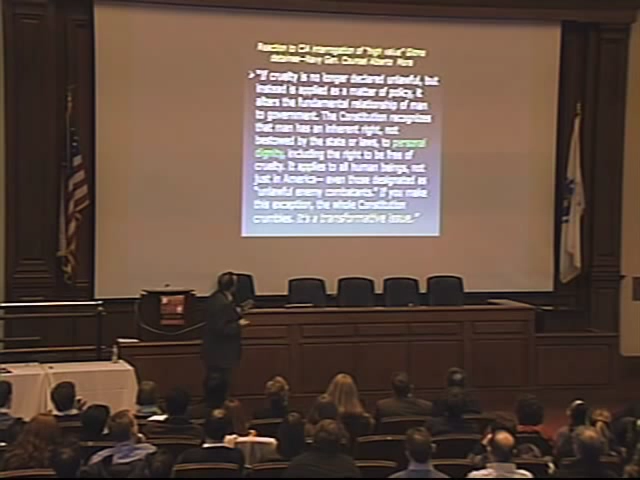 Reaction to CIA interrogation of "high value" Gitmo
detainee—Navy Gen. Counsel Alberto Mora
➢ "If cruelty is no longer declared unlawful, but
instead is applied as a matter of policy, it
alters the fundamental relationship of man
to government. The Constitution recognizes
that man has an inherent right, not
bestowed by the state or laws, to personal
dignity, including the right to be free of
cruelty. It applies to all human beings, not
just in America— even those designated as
"unlawful enemy combatants." If you make
this exception, the whole Constitution
crumbles. It's a transformative issue."